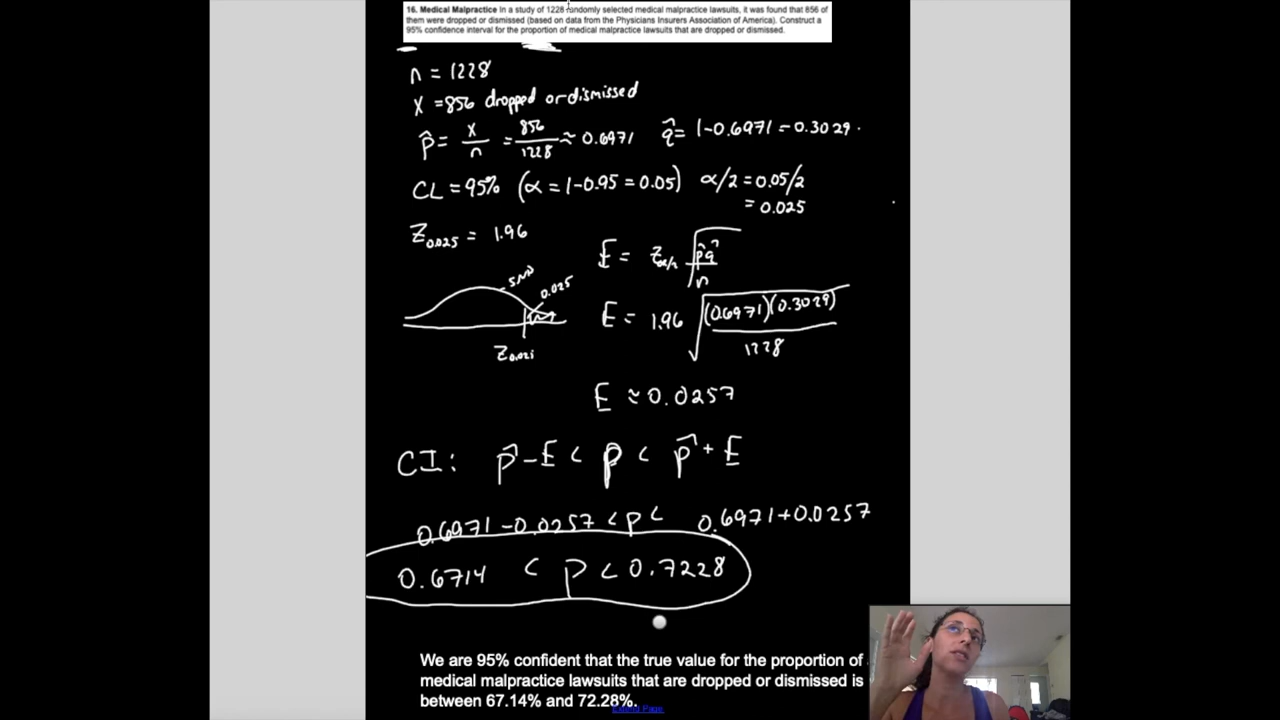 16. Medical Malpractice In a study of 1228 randomly selected medical malpractice lawsuits, it was found that 856 of
them were dropped or dismissed (based on data from the Physicians Insurers Association of America). Construct a
95% confidence interval for the proportion of medical malpractice lawsuits that are dropped or dismissed.
n = 1228
X = 856 dropped or dismissed
p̂ = X/n = 856/1228 ≈ 0.6971 q̂ = 1-0.6971 = 0.3029.
CL = 95% (α = 1-0.95 = 0.05) α/2 = 0.05/2
= 0.025
Z0.025 = 1.96
E = Zα/2 √(p̂q̂/n)
SND 0.025
E = 1.96 √((0.6971)(0.3029)/1228)
Z0.025
E ≈ 0.0257
CI: p̂ - E < p < p̂ + E
0.6971 - 0.0257 < p < 0.6971 + 0.0257
0.6714 < p < 0.7228
We are 95% confident that the true value for the proportion of
medical malpractice lawsuits that are dropped or dismissed is
between 67.14% and 72.28%.